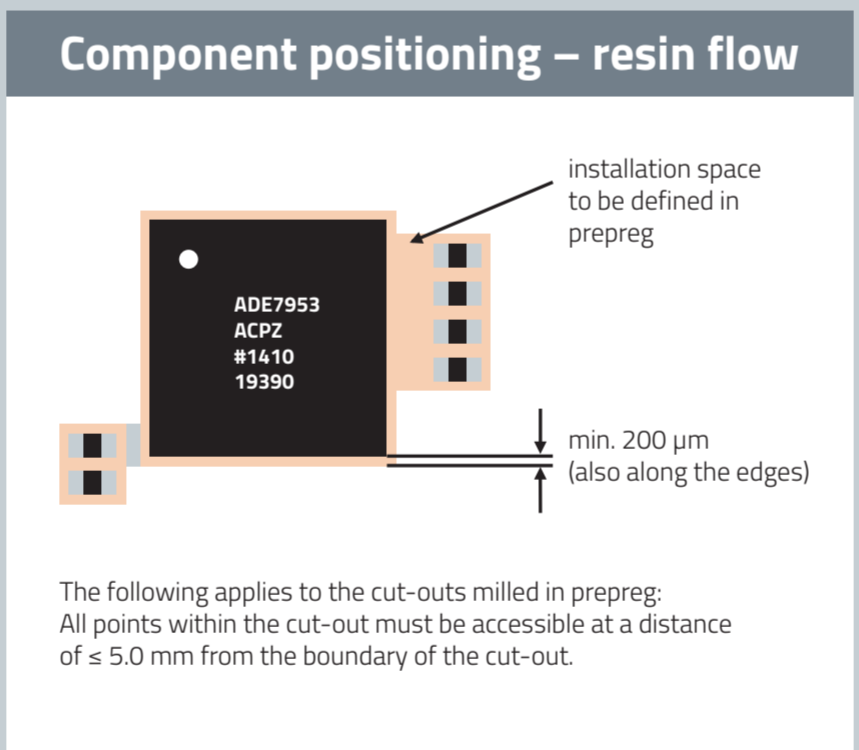 Component positioning – resin flow
installation space
to be defined in
prepreg
ADE7953
ACPZ
#1410
19390
min. 200 µm
(also along the edges)
The following applies to the cut-outs milled in prepreg:
All points within the cut-out must be accessible at a distance
of ≤ 5.0 mm from the boundary of the cut-out.